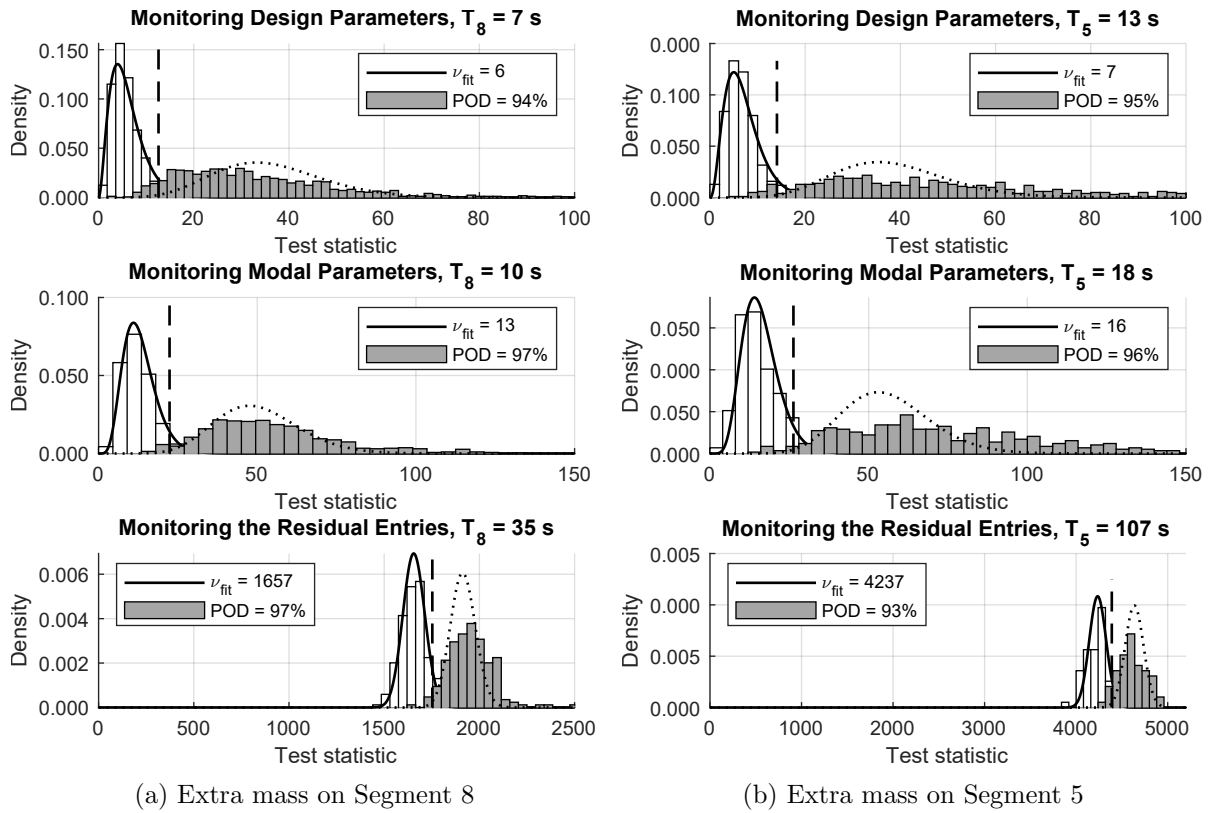 Monitoring Design Parameters, T8 = 7 s
Density
0.150
0.100
0.050
0.000
νfit = 6
POD = 94%
0 20 40 60 80 100
Test statistic
Monitoring Modal Parameters, T8 = 10 s
Density
0.100
0.050
0.000
νfit = 13
POD = 97%
0 50 100 150
Test statistic
Monitoring the Residual Entries, T8 = 35 s
Density
0.006
0.004
0.002
0.000
νfit = 1657
POD = 97%
0 500 1000 1500 2000 2500
Test statistic
(a) Extra mass on Segment 8
Monitoring Design Parameters, T5 = 13 s
Density
0.000
0.100
0.050
0.000
νfit = 7
POD = 95%
0 20 40 60 80 100
Test statistic
Monitoring Modal Parameters, T5 = 18 s
Density
0.050
0.000
0.050
0.000
νfit = 16
POD = 96%
0 50 100 150
Test statistic
Monitoring the Residual Entries, T5 = 107 s
Density
0.005
0.000
0.005
0.000
νfit = 4237
POD = 93%
0 1000 2000 3000 4000 5000
Test statistic
(b) Extra mass on Segment 5